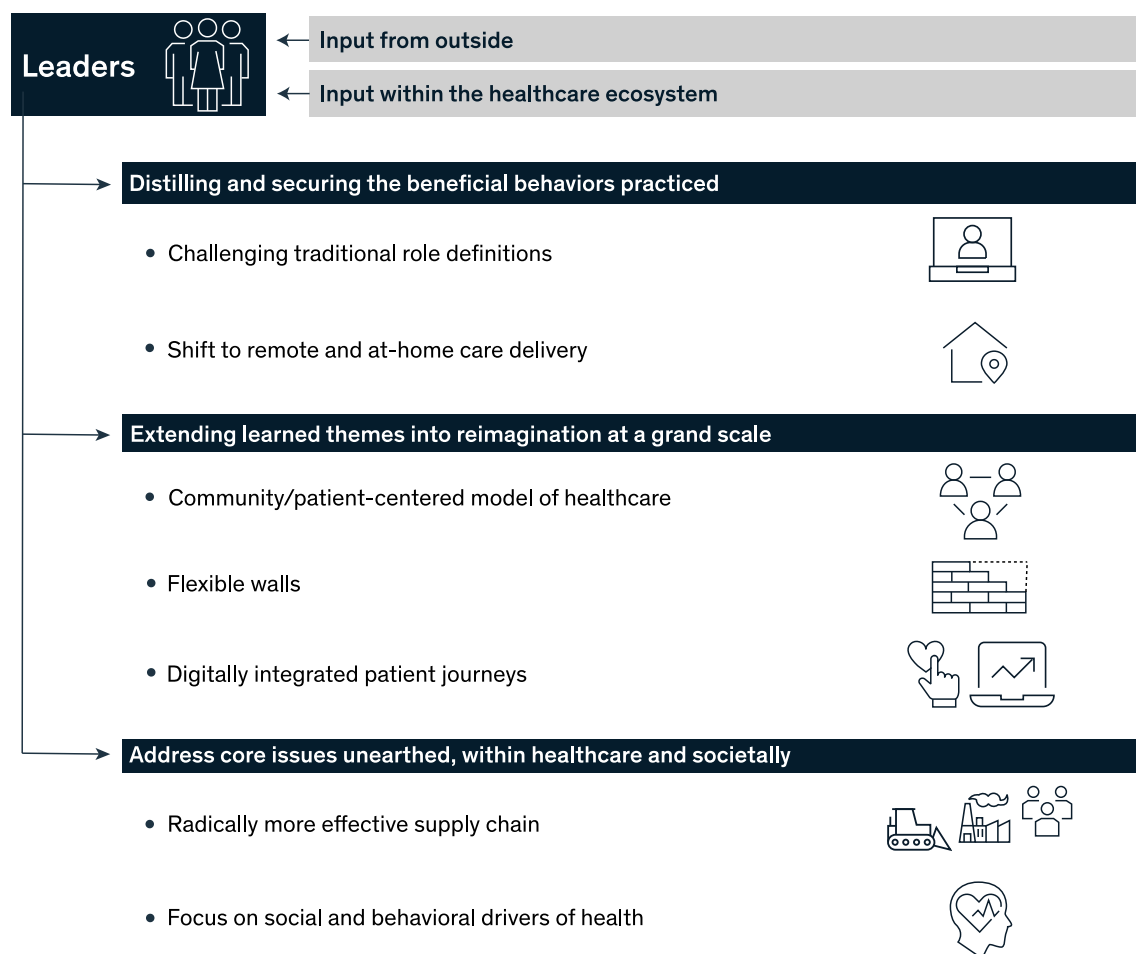 Leaders
Input from outside
Input within the healthcare ecosystem
Distilling and securing the beneficial behaviors practiced
• Challenging traditional role definitions
• Shift to remote and at-home care delivery
Extending learned themes into reimagination at a grand scale
• Community/patient-centered model of healthcare
• Flexible walls
• Digitally integrated patient journeys
Address core issues unearthed, within healthcare and societally
• Radically more effective supply chain
• Focus on social and behavioral drivers of health